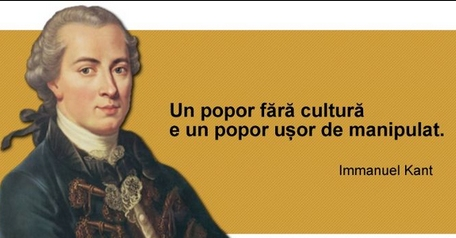 Un popor fără cultură
e un popor ușor de manipulat.
Immanuel Kant